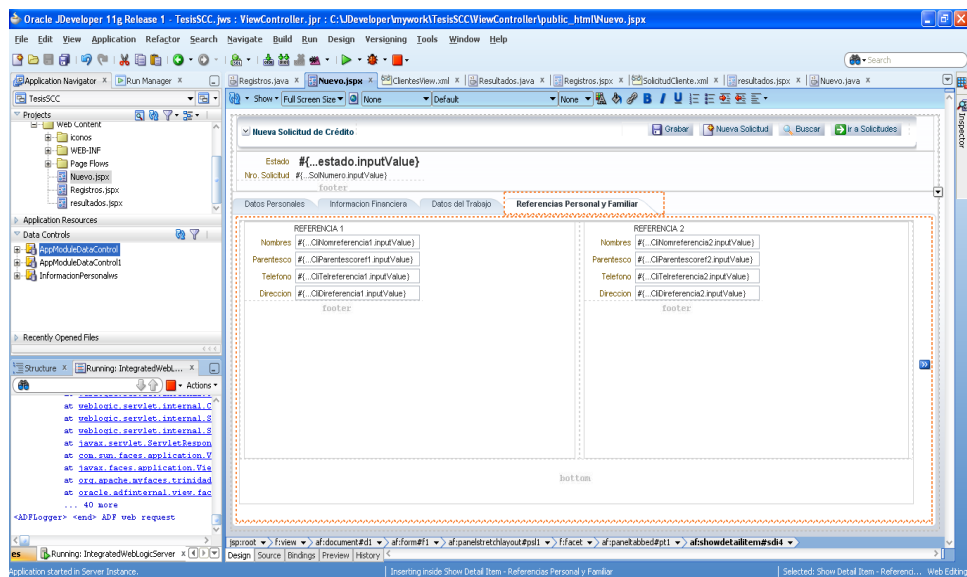 Oracle JDeveloper 11g Release 1 - TesisSCC.jws : ViewController.jpr : C:\JDeveloper\mywork\TesisSCC\ViewController\public_html\Nuevo.jspx
File Edit View Application Refactor Search Navigate Build Run Design Versioning Tools Window Help
Search
Application Navigator Run Manager
Registros.java Nuevo.jspx ClientesView.xml Resultados.java Registros.jspx SolicitudCliente.xml resultados.jspx Nuevo.java
TesisSCC
Show Full Screen Size None Default None B I U
Projects
Web Content
iconos
WEB-INF
Page Flows
Nuevo.jspx
Registros.jspx
resultados.jspx
Application Resources
Data Controls
AppModuleDataControl
AppModuleDataControl1
InformacionPersonalws
Recently Opened Files
Structure Running: IntegratedWebL...
Actions
at weblogic.servlet.internal.C
at weblogic.servlet.internal.S
at weblogic.servlet.internal.S
at javax.servlet.ServletRespon
at com.sun.faces.application.V
at javax.faces.application.Vie
at org.apache.myfaces.trinidad
at oracle.adfinternal.view.fac
... 40 more
<ADFLogger> <end> ADF web request
es Running: IntegratedWebLogicServer
Nueva Solicitud de Crédito
Grabar Nueva Solicitud Buscar Ir a Solicitudes
Estado #{...estado.inputValue}
Nro. Solicitud #{...SolNumero.inputValue}
footer
Datos Personales Informacion Financiera Datos del Trabajo Referencias Personal y Familiar
REFERENCIA 1
Nombres #{...CliNomreferencia1.inputValue}
Parentesco #{...CliParentescoref1.inputValue}
Telefono #{...CliTelreferencia1.inputValue}
Direccion #{...CliDireferencia1.inputValue}
footer
REFERENCIA 2
Nombres #{...CliNomreferencia2.inputValue}
Parentesco #{...CliParentescoref2.inputValue}
Telefono #{...CliTelreferencia2.inputValue}
Direccion #{...CliDireferencia2.inputValue}
footer
bottom
Inspector
jsp:root f:view af:document#d1 af:form#f1 af:panelstretchlayout#psl1 f:facet af:paneltabbed#pt1 af:showdetailitem#sdi4
Design Source Bindings Preview History
Application started in Server Instance. Inserting inside Show Detail Item - Referencias Personal y Familiar Selected: Show Detail Item - Referenci... Web Editing